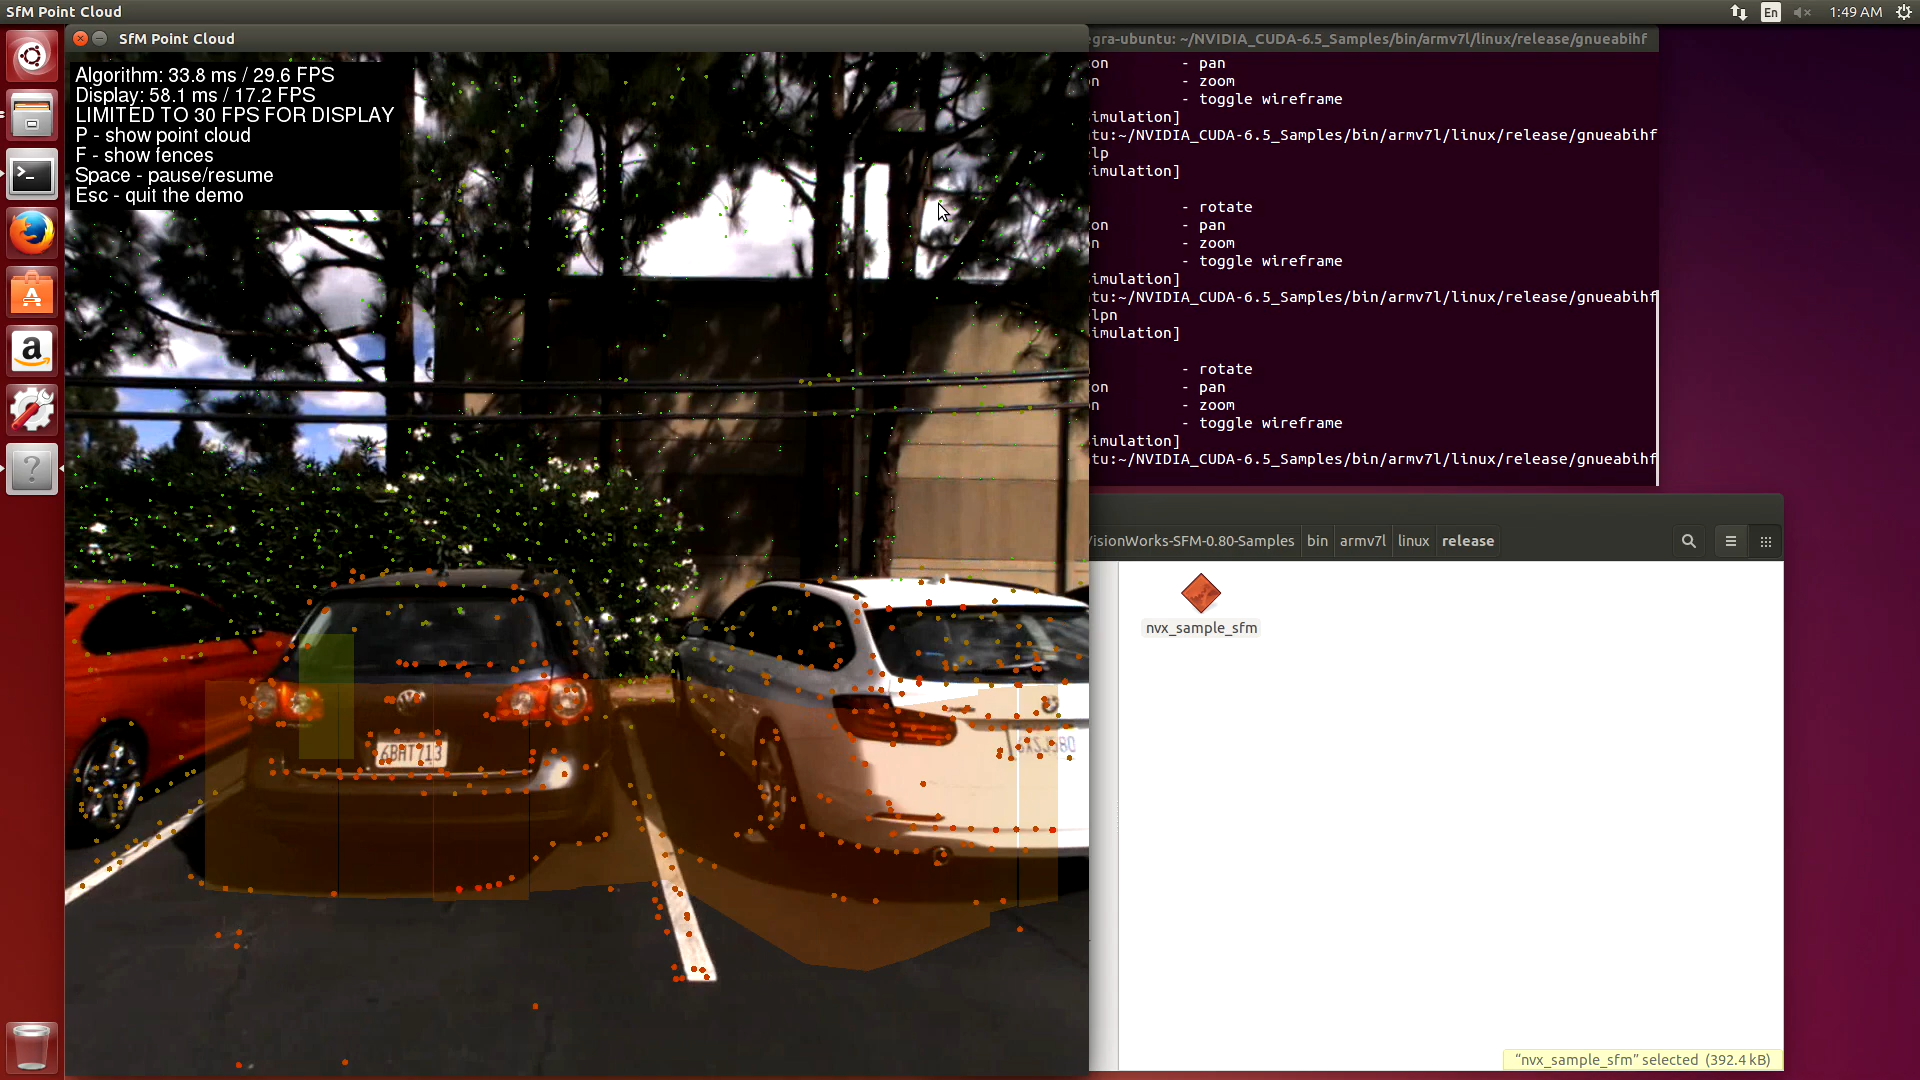 SfM Point Cloud
En
1:49 AM
SfM Point Cloud
Algorithm: 33.8 ms / 29.6 FPS
Display: 58.1 ms / 17.2 FPS
LIMITED TO 30 FPS FOR DISPLAY
P - show point cloud
F - show fences
Space - pause/resume
Esc - quit the demo
6BHT713
egra-ubuntu: ~/NVIDIA_CUDA-6.5_Samples/bin/armv7l/linux/release/gnueabihf
on - pan
n - zoom
- toggle wireframe
imulation]
tu:~/NVIDIA_CUDA-6.5_Samples/bin/armv7l/linux/release/gnueabihf
elp
imulation]
- rotate
on - pan
n - zoom
- toggle wireframe
imulation]
tu:~/NVIDIA_CUDA-6.5_Samples/bin/armv7l/linux/release/gnueabihf
elpn
imulation]
- rotate
on - pan
n - zoom
- toggle wireframe
imulation]
tu:~/NVIDIA_CUDA-6.5_Samples/bin/armv7l/linux/release/gnueabihf
VisionWorks-SFM-0.80-Samples bin armv7l linux release
nvx_sample_sfm
“nvx_sample_sfm” selected (392.4 kB)